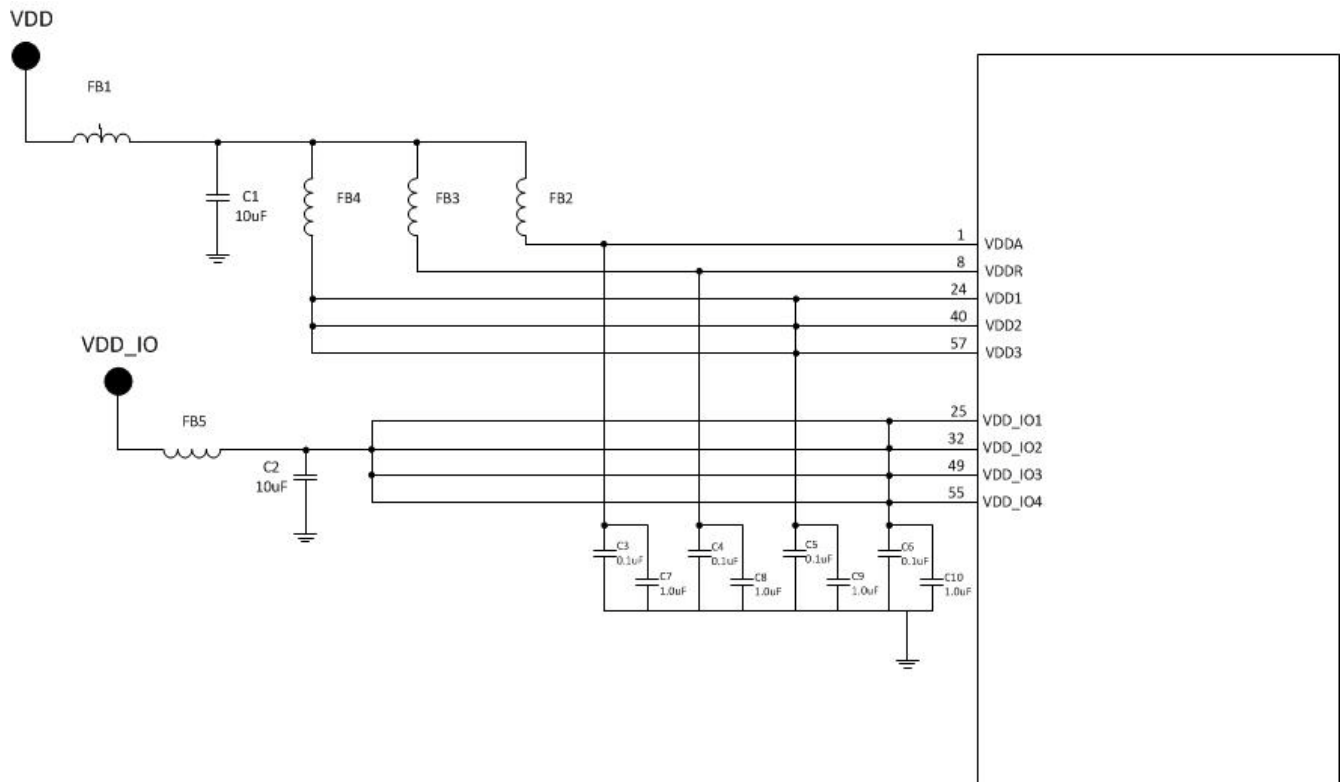 VDD
FB1
C1
10uF
FB4
FB3
FB2
1
VDDA
8
VDDR
24
VDD1
40
VDD2
57
VDD3
VDD_IO
FB5
C2
10uF
25
VDD_IO1
32
VDD_IO2
49
VDD_IO3
55
VDD_IO4
C3
0.1uF
C7
1.0uF
C4
0.1uF
C8
1.0uF
C5
0.1uF
C9
1.0uF
C6
0.1uF
C10
1.0uF